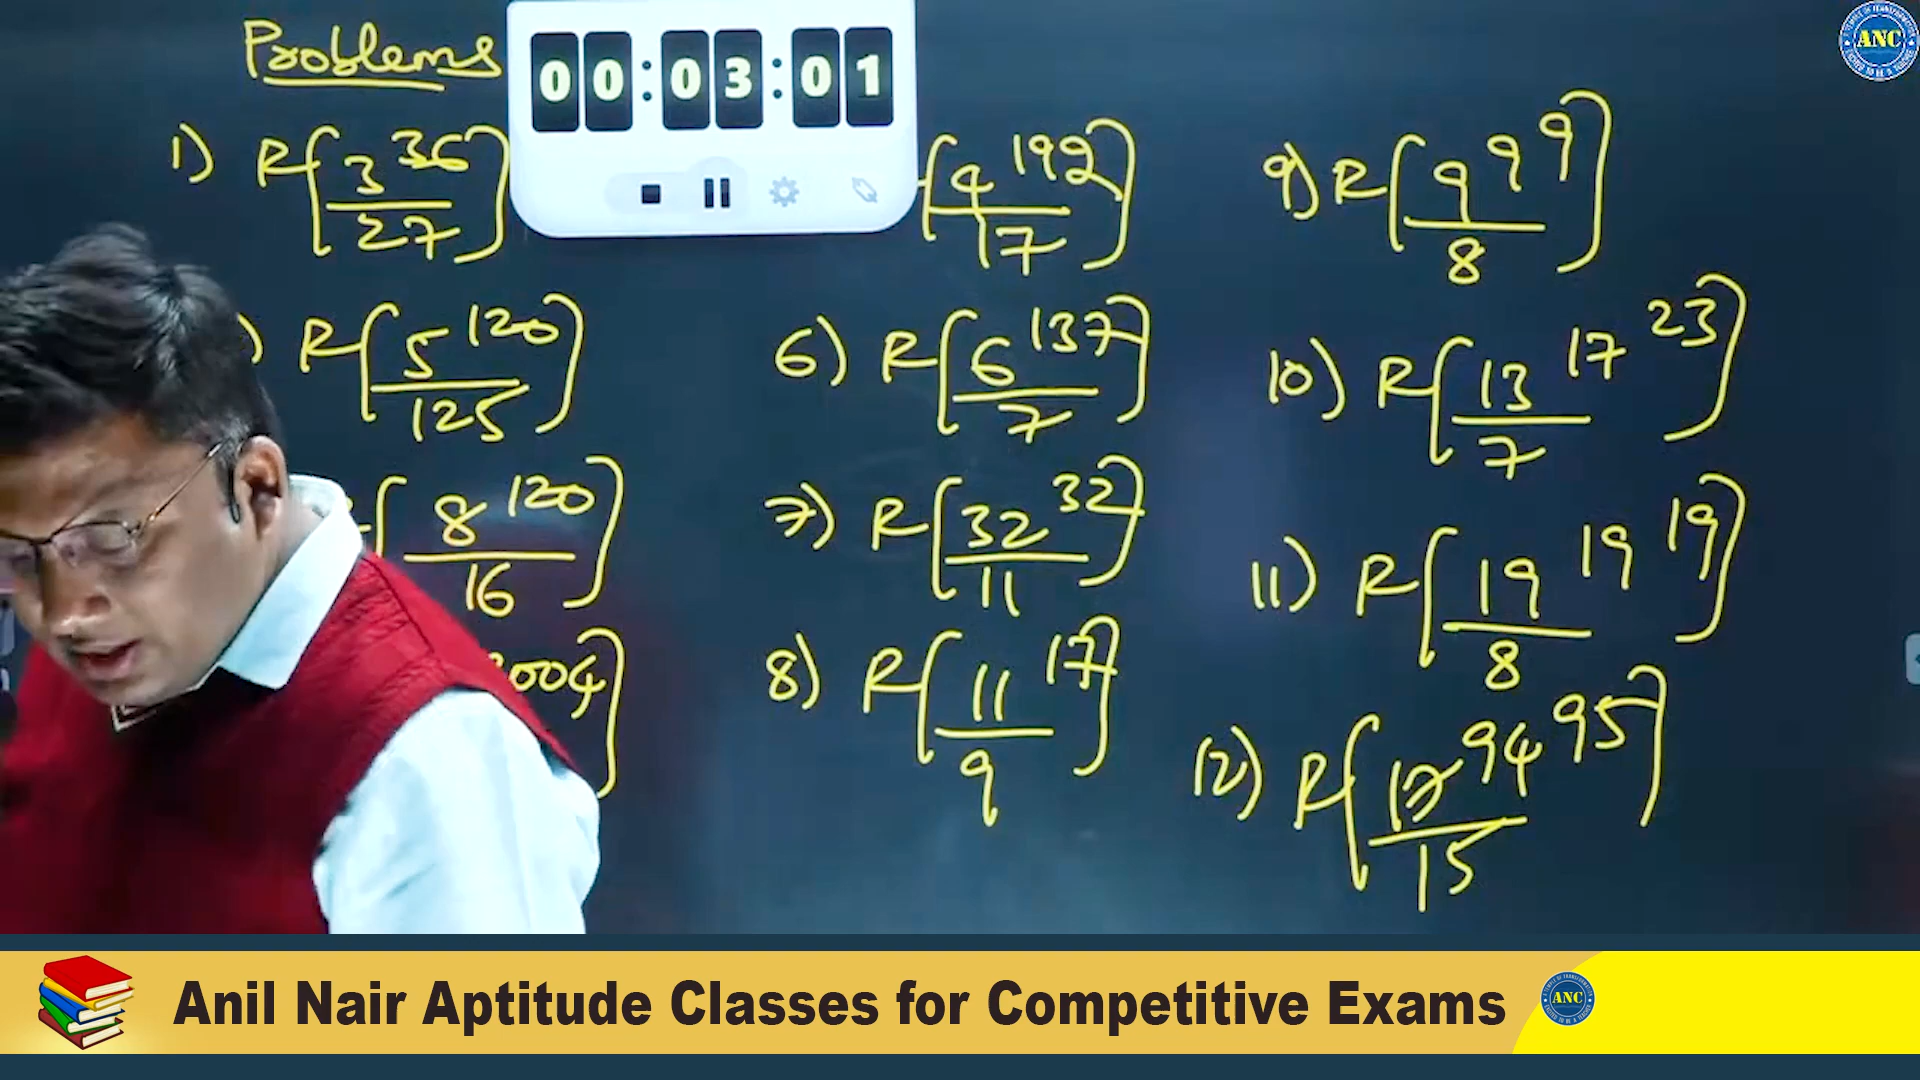 Problems
00:03:01
ANC
1) R[3^36/27]
[4^192/17]
9) R[9^9^9/8]
) R[5^120/125]
6) R[6^137/7]
10) R[13^17^23/7]
[8^120/16]
7) R[32^32/11]
11) R[19^19^19/8]
004]
8) R[11^17/9]
12) R[17^94^95/15]
Anil Nair Aptitude Classes for Competitive Exams
ANC